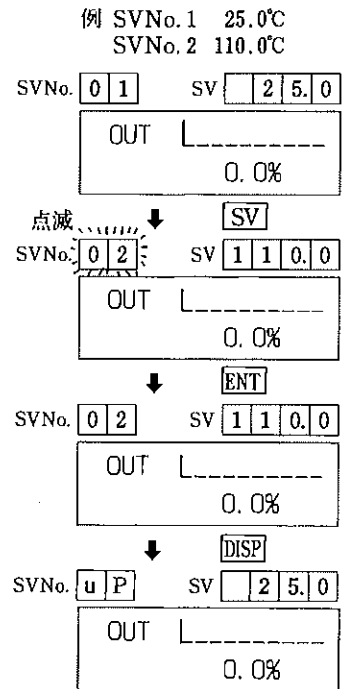 例 SVNo.1 25.0℃
SVNo.2 110.0℃
SVNo. 0 1 SV 2 5. 0
OUT
0.0%
点滅 SV
SVNo. 0 2 SV 1 1 0. 0
OUT
0.0%
ENT
SVNo. 0 2 SV 1 1 0. 0
OUT
0.0%
DISP
SVNo. u P SV 2 5. 0
OUT
0.0%